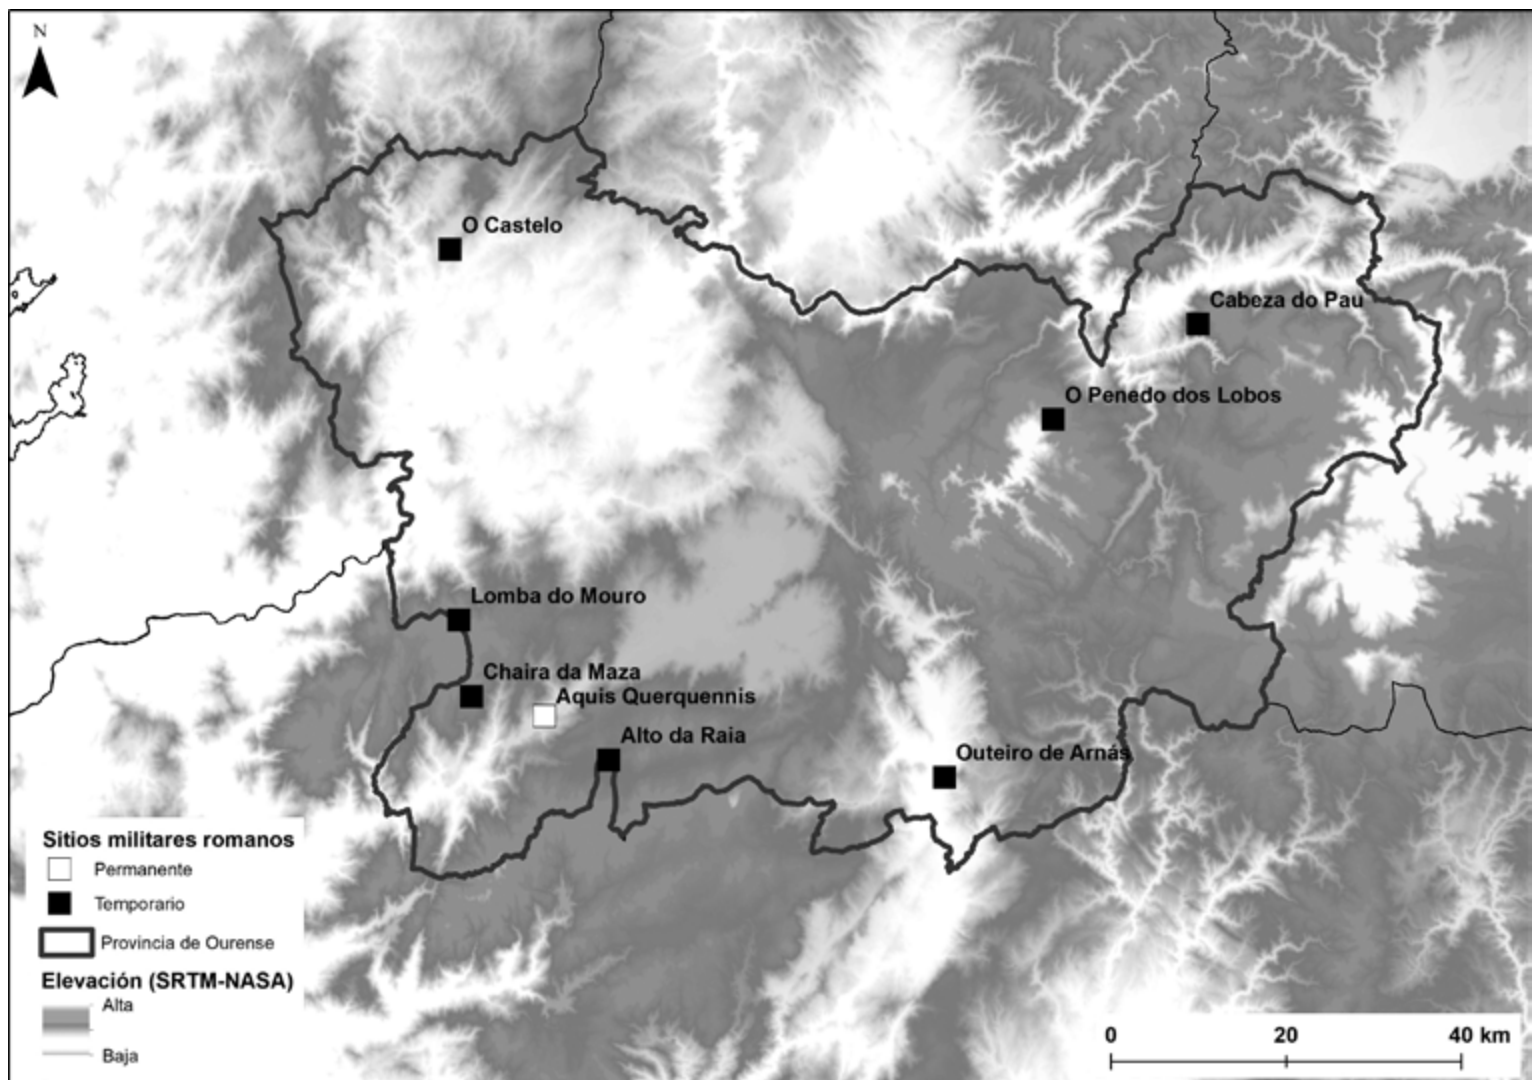 N
O Castelo
Cabeza do Pau
O Penedo dos Lobos
Lomba do Mouro
Chaira da Maza
Aquis Querquennis
Alto da Raia
Outeiro de Arnás
Sitios militares romanos
Permanente
Temporario
Provincia de Ourense
Elevación (SRTM-NASA)
Alta
Baja
0 20 40 km